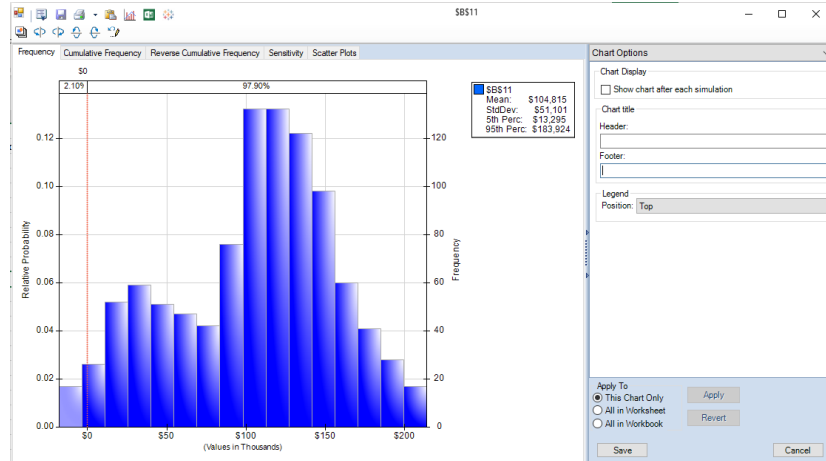 $B$11
Frequency Cumulative Frequency Reverse Cumulative Frequency Sensitivity Scatter Plots
$0
2.10% 97.90%
$B$11
Mean: $104,815
StdDev: $51,101
5th Perc: $13,295
95th Perc: $183,924
Relative Probability
0.12
0.10
0.08
0.06
0.04
0.02
0.00
120
100
80
60
40
20
0
Frequency
$0 $50 $100 $150 $200
(Values in Thousands)
Chart Options
Chart Display
Show chart after each simulation
Chart title
Header:
Footer:
Legend
Position: Top
Apply To
This Chart Only
All in Worksheet
All in Workbook
Apply
Revert
Save Cancel